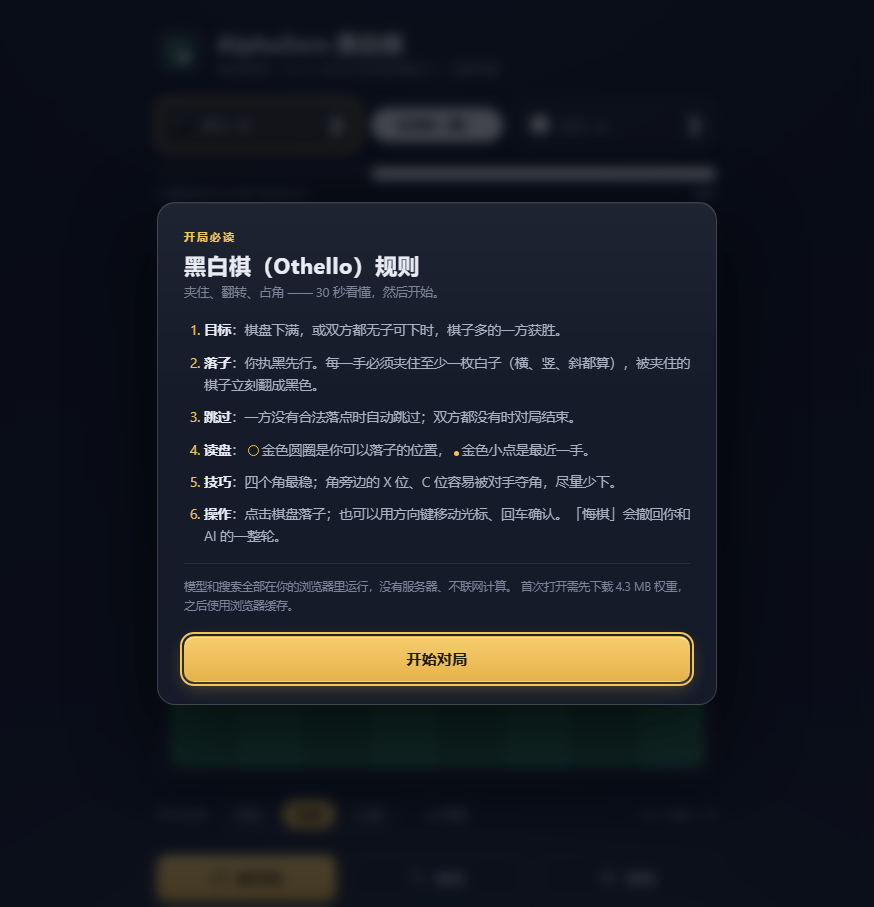 开局必读
黑白棋（Othello）规则
夹住、翻转、占角 —— 30 秒看懂，然后开始。
1. 目标：棋盘下满，或双方都无子可下时，棋子多的一方获胜。
2. 落子：你执黑先行。每一手必须夹住至少一枚白子（横、竖、斜都算），被夹住的
棋子立刻翻成黑色。
3. 跳过：一方没有合法落点时自动跳过；双方都没有时对局结束。
4. 读盘：金色圆圈是你可以落子的位置，金色小点是最近一手。
5. 技巧：四个角最稳；角旁边的 X 位、C 位容易被对手夺角，尽量少下。
6. 操作：点击棋盘落子；也可以用方向键移动光标、回车确认。「悔棋」会撤回你和
AI 的一整轮。
模型和搜索全部在你的浏览器里运行，没有服务器、不联网计算。 首次打开需先下载 4.3 MB 权重，
之后使用浏览器缓存。
开始对局